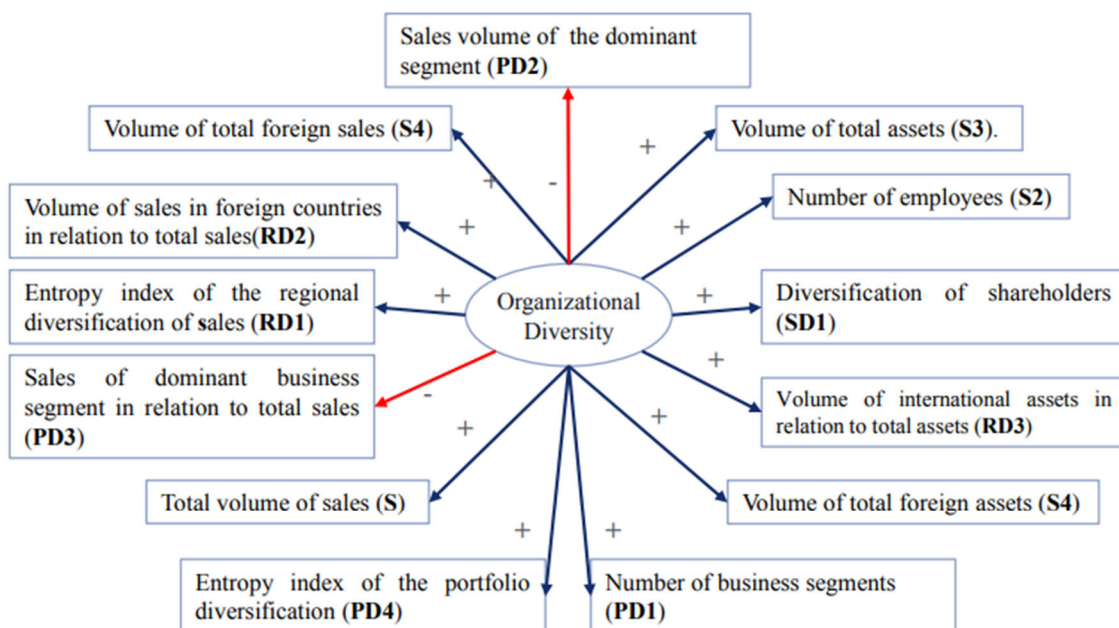 Sales volume of the dominant
segment (PD2)
Volume of total foreign sales (S4)
Volume of total assets (S3).
+
+
-
Number of employees (S2)
Volume of sales in foreign countries
in relation to total sales(RD2)
+
+
Entropy index of the regional
diversification of sales (RD1)
+
Organizational
Diversity
+
Diversification of shareholders
(SD1)
Sales of dominant business
segment in relation to total sales
(PD3)
-
+
Volume of international assets in
relation to total assets (RD3)
+
+
Total volume of sales (S)
Volume of total foreign assets (S4)
+
+
Entropy index of the portfolio
diversification (PD4)
Number of business segments
(PD1)